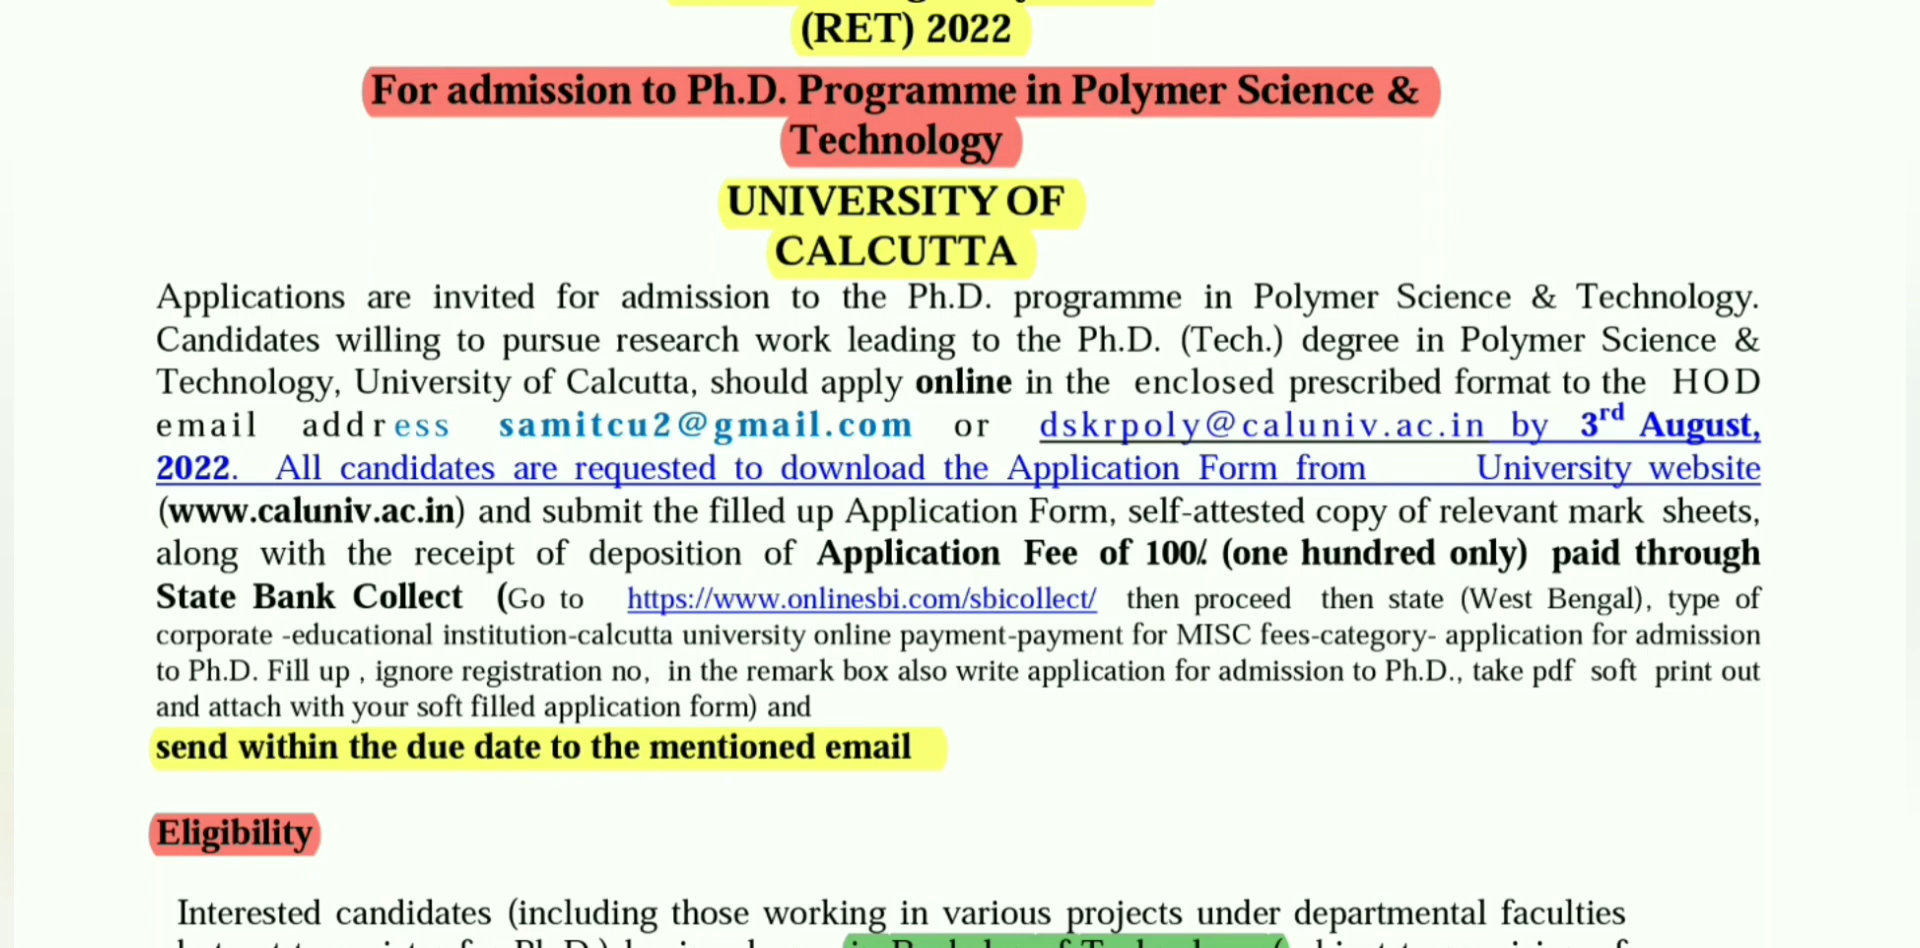 (RET) 2022
For admission to Ph.D. Programme in Polymer Science &
Technology
UNIVERSITY OF
CALCUTTA
Applications are invited for admission to the Ph.D. programme in Polymer Science & Technology.
Candidates willing to pursue research work leading to the Ph.D. (Tech.) degree in Polymer Science &
Technology, University of Calcutta, should apply online in the enclosed prescribed format to the HOD
email address samitcu2@gmail.com or dskrpoly@caluniv.ac.in by 3rd August,
2022. All candidates are requested to download the Application Form from University website
(www.caluniv.ac.in) and submit the filled up Application Form, self-attested copy of relevant mark sheets,
along with the receipt of deposition of Application Fee of 100/. (one hundred only) paid through
State Bank Collect (Go to https://www.onlinesbi.com/sbicollect/ then proceed then state (West Bengal), type of
corporate -educational institution-calcutta university online payment-payment for MISC fees-category- application for admission
to Ph.D. Fill up , ignore registration no, in the remark box also write application for admission to Ph.D., take pdf soft print out
and attach with your soft filled application form) and
send within the due date to the mentioned email
Eligibility
Interested candidates (including those working in various projects under departmental faculties